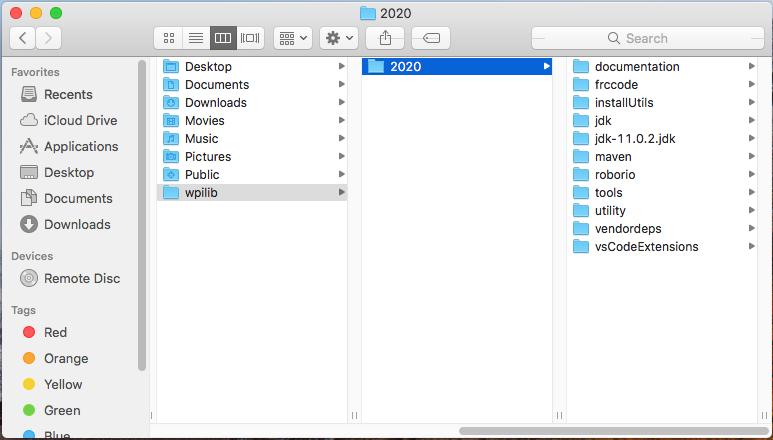 2020
Search
Favorites
Recents
iCloud Drive
Applications
Desktop
Documents
Downloads
Devices
Remote Disc
Tags
Red
Orange
Yellow
Green
Blue
Desktop
Documents
Downloads
Movies
Music
Pictures
Public
wpilib
2020
documentation
frccode
installUtils
jdk
jdk-11.0.2.jdk
maven
roborio
tools
utility
vendordeps
vsCodeExtensions